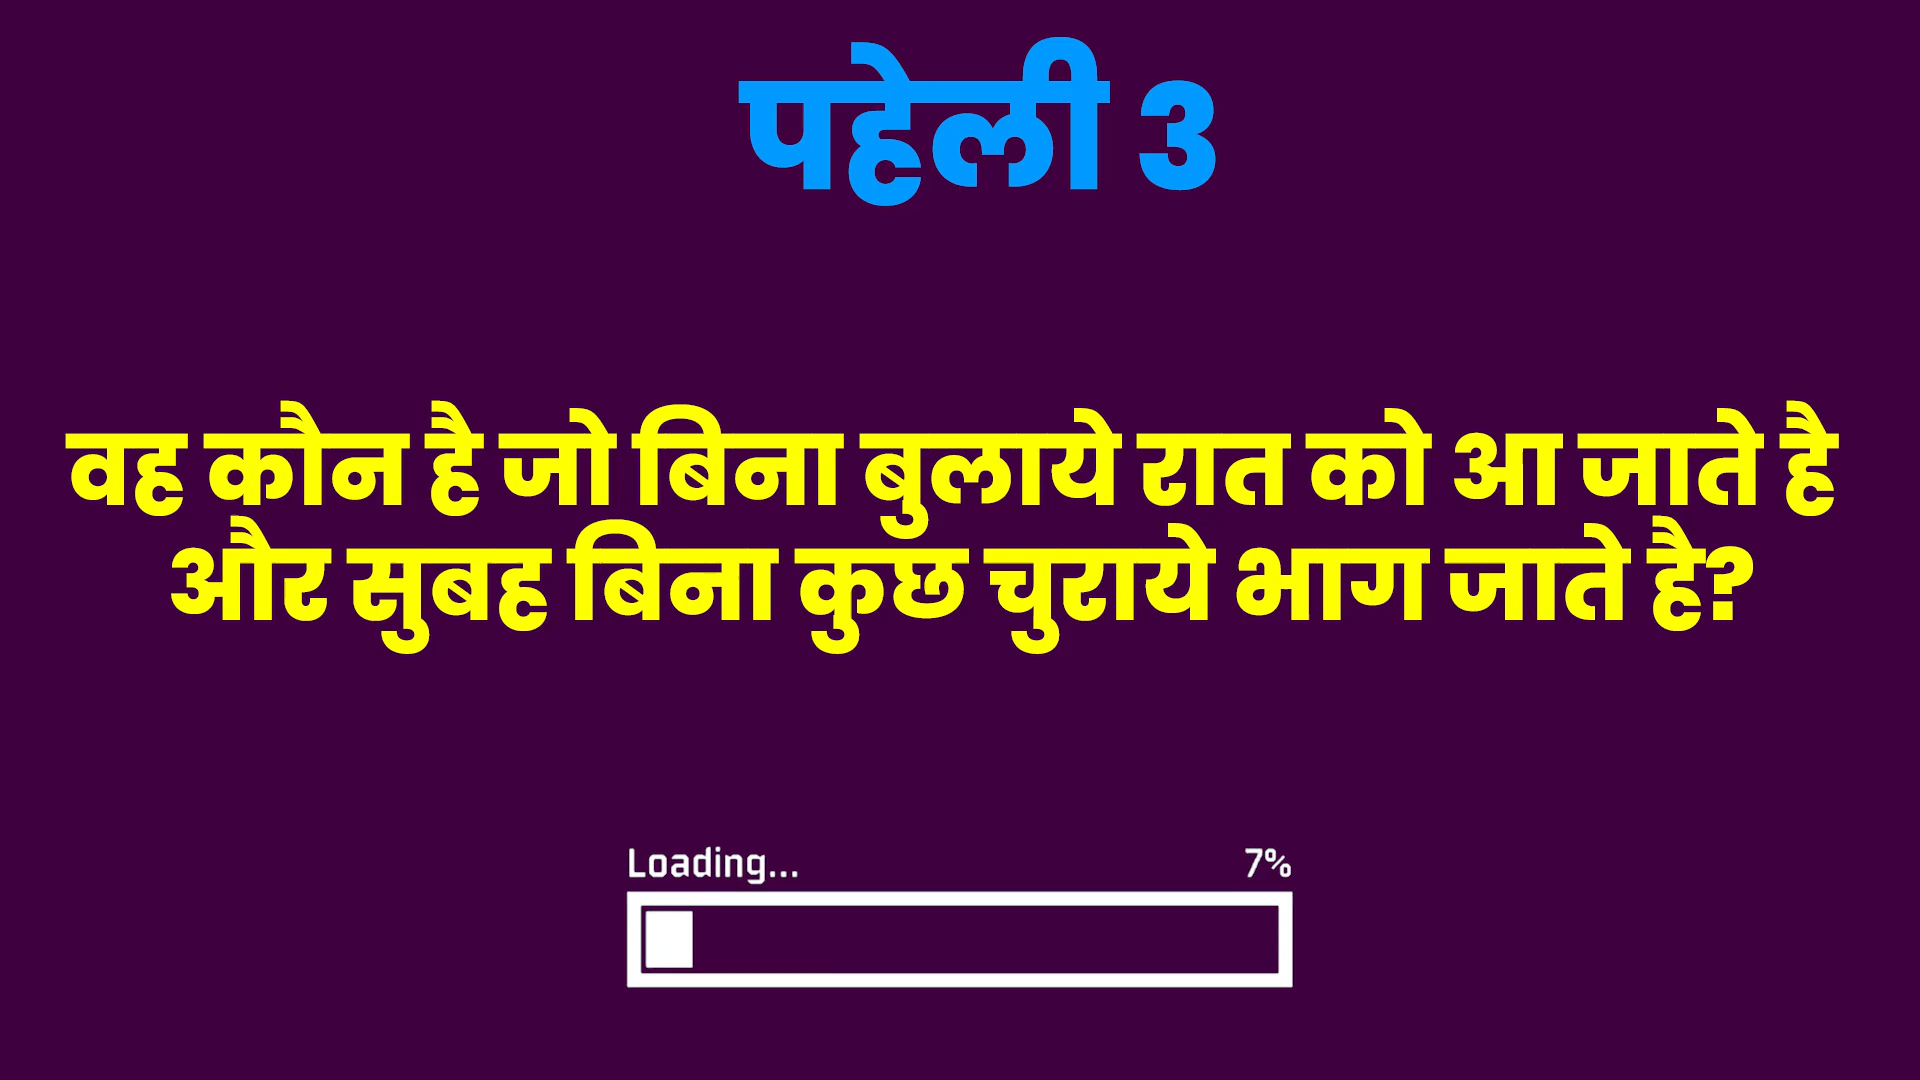 पहेली 3
वह कौन है जो बिना बुलाये रात को आ जाते है
और सुबह बिना कुछ चुराये भाग जाते है?
Loading... 7%